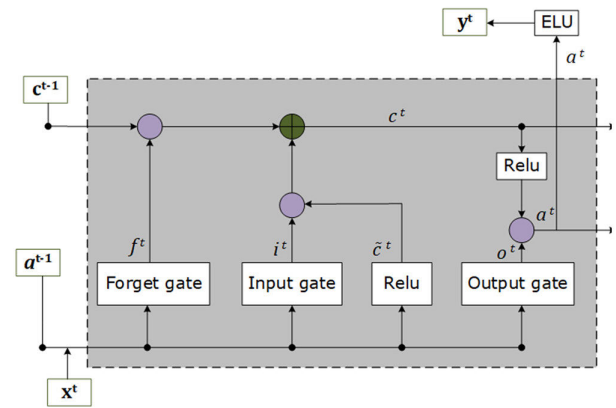 yᵗ
ELU
aᵗ
cᵗ⁻¹
cᵗ
Relu
aᵗ
fᵗ
iᵗ
c̃ᵗ
oᵗ
aᵗ⁻¹
Forget gate
Input gate
Relu
Output gate
xᵗ